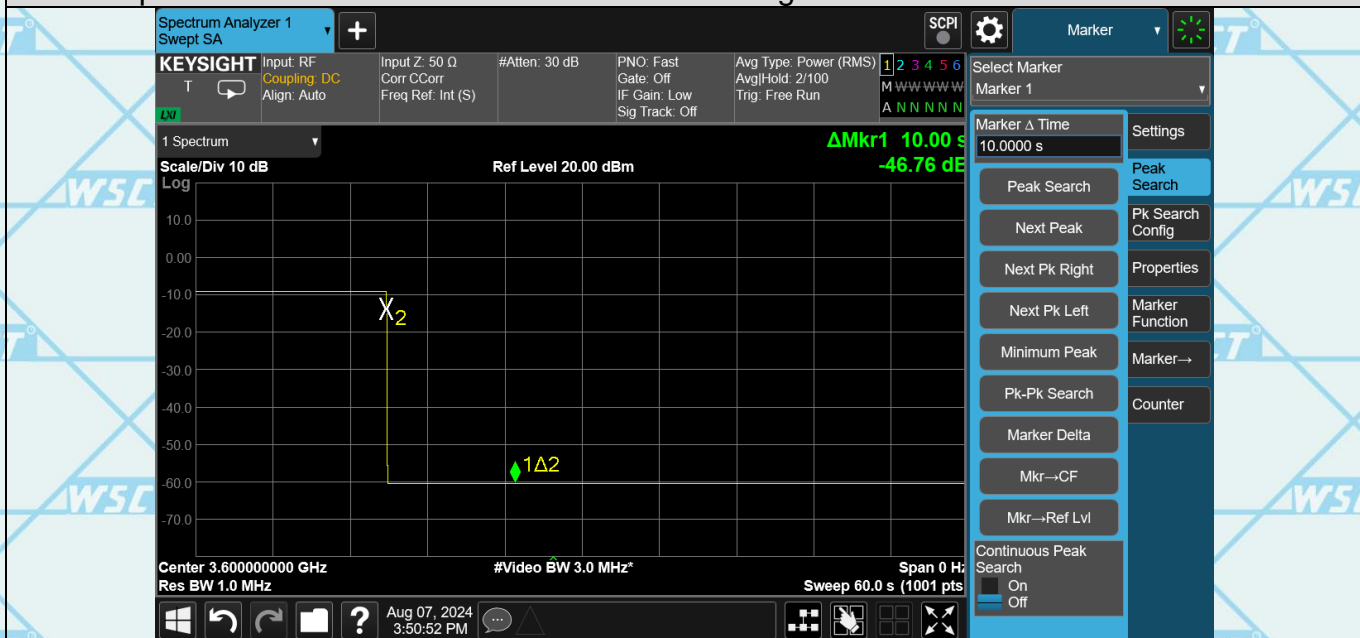 Spectrum Analyzer 1
Swept SA
SCPI
Marker
KEYSIGHT
T
LXI
Input: RF
Coupling: DC
Align: Auto
Input Z: 50 Ω
Corr CCorr
Freq Ref: Int (S)
#Atten: 30 dB
PNO: Fast
Gate: Off
IF Gain: Low
Sig Track: Off
Avg Type: Power (RMS)
Avg|Hold: 2/100
Trig: Free Run
1 2 3 4 5 6
M W W W W W
A N N N N N
Select Marker
Marker 1
1 Spectrum
ΔMkr1 10.00 s
-46.76 dB
Scale/Div 10 dB
Ref Level 20.00 dBm
Log
10.0
0.00
-10.0
-20.0
-30.0
-40.0
-50.0
-60.0
-70.0
2
1Δ2
Center 3.600000000 GHz
Res BW 1.0 MHz
#Video BW 3.0 MHz*
Span 0 Hz
Sweep 60.0 s (1001 pts
Marker Δ Time
10.0000 s
Peak Search
Next Peak
Next Pk Right
Next Pk Left
Minimum Peak
Pk-Pk Search
Marker Delta
Mkr→CF
Mkr→Ref Lvl
Continuous Peak
Search
On
Off
Settings
Peak
Search
Pk Search
Config
Properties
Marker
Function
Marker→
Counter
?
Aug 07, 2024
3:50:52 PM
WSCT
WSCT